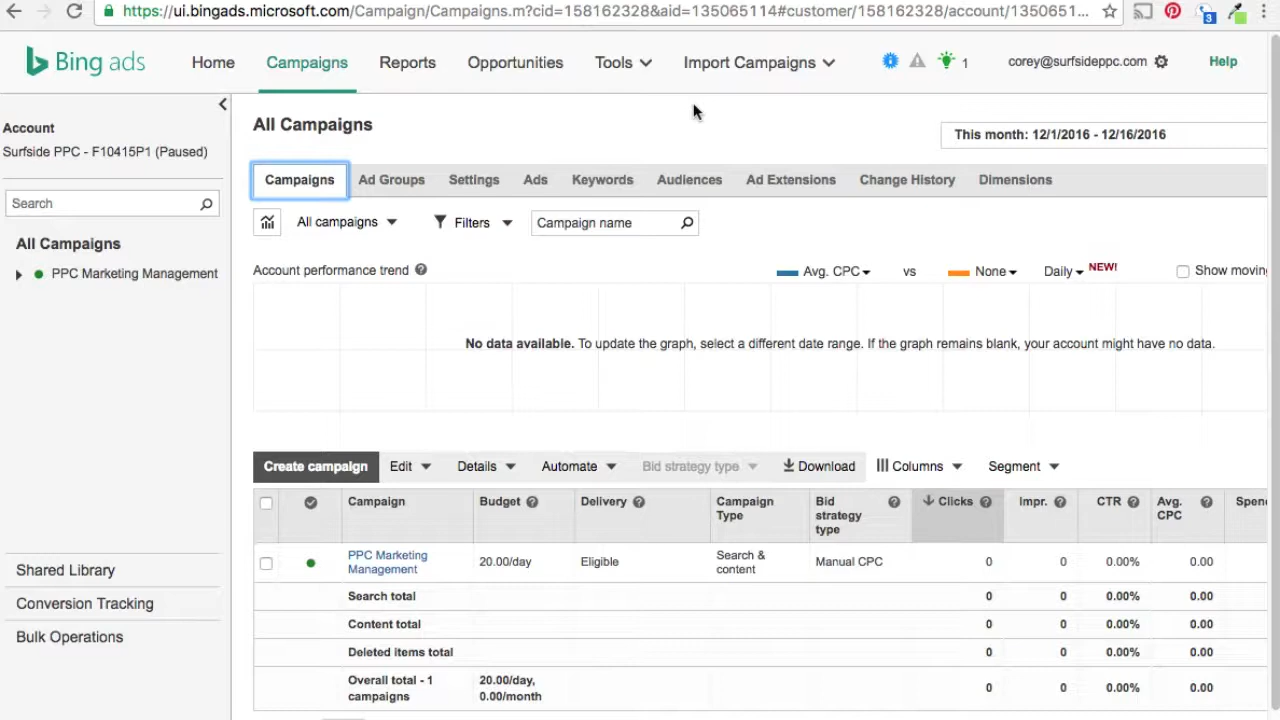 https://ui.bingads.microsoft.com/Campaign/Campaigns.m?cid=158162328&aid=135065114#customer/158162328/account/1350651...
3
Bing ads
Home
Campaigns
Reports
Opportunities
Tools
Import Campaigns
1
corey@surfsideppc.com
Help
Account
Surfside PPC - F10415P1 (Paused)
Search
All Campaigns
PPC Marketing Management
Shared Library
Conversion Tracking
Bulk Operations
All Campaigns
This month: 12/1/2016 - 12/16/2016
Campaigns
Ad Groups
Settings
Ads
Keywords
Audiences
Ad Extensions
Change History
Dimensions
All campaigns
Filters
Campaign name
Account performance trend
Avg. CPC
vs
None
Daily
NEW!
Show movin
No data available. To update the graph, select a different date range. If the graph remains blank, your account might have no data.
Create campaign
Edit
Details
Automate
Bid strategy type
Download
Columns
Segment
Campaign
Budget
Delivery
Campaign
Type
Bid
strategy
type
Clicks
Impr.
CTR
Avg.
CPC
Spen
PPC Marketing
Management
20.00/day
Eligible
Search &
content
Manual CPC
0
0
0.00%
0.00
Search total
0
0
0.00%
0.00
Content total
0
0
0.00%
0.00
Deleted items total
0
0
0.00%
0.00
Overall total - 1
campaigns
20.00/day,
0.00/month
0
0
0.00%
0.00